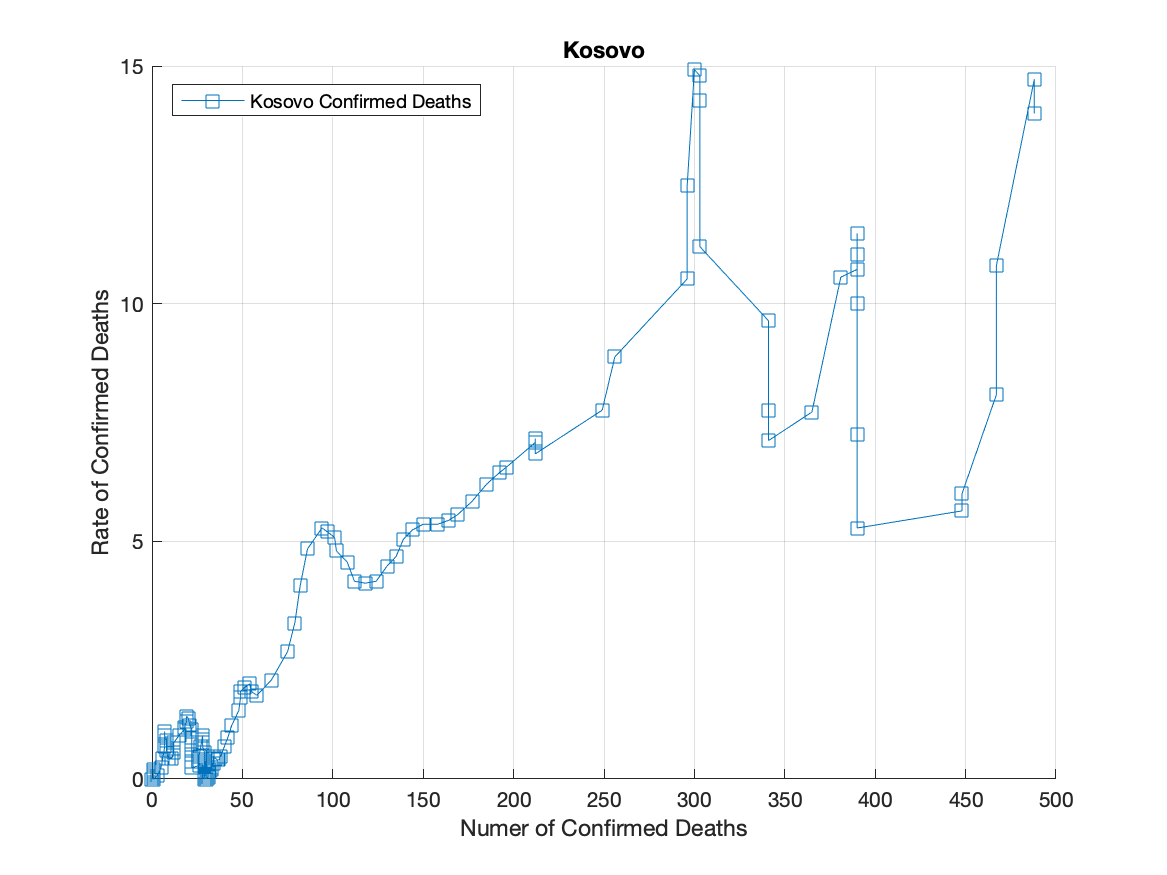 Kosovo
Kosovo Confirmed Deaths
Rate of Confirmed Deaths
15
10
5
0
0 50 100 150 200 250 300 350 400 450 500
Numer of Confirmed Deaths